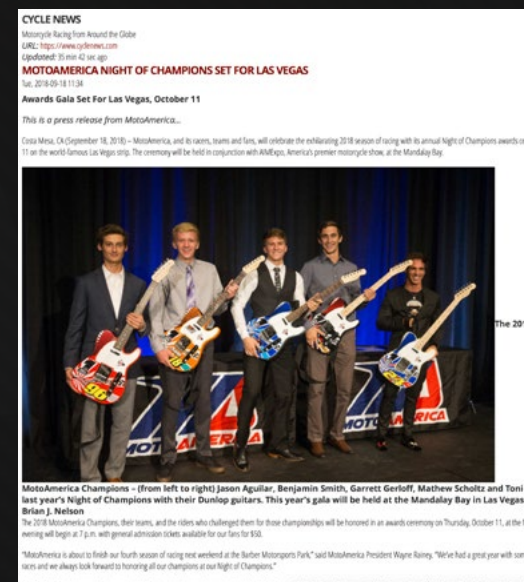 CYCLE NEWS
Motorcycle Racing from Around the Globe
URL: https://www.cyclenews.com
Updated: 35 min 42 sec ago
MOTOAMERICA NIGHT OF CHAMPIONS SET FOR LAS VEGAS
Tue, 2018-09-18 11:34
Awards Gala Set For Las Vegas, October 11
This is a press release from MotoAmerica...
Costa Mesa, CA (September 18, 2018) – MotoAmerica, and its racers, teams and fans, will celebrate the exhilarating 2018 season of racing with its annual Night of Champions awards on
11 on the world-famous Las Vegas strip. The ceremony will be held in conjunction with AIMExpo, America's premier motorcycle show, at the Mandalay Bay.
The 201
96
MOTOAMERICA
MOTOAMERICA
MotoAmerica Champions – (from left to right) Jason Aguilar, Benjamin Smith, Garrett Gerloff, Mathew Scholtz and Toni
last year's Night of Champions with their Dunlop guitars. This year's gala will be held at the Mandalay Bay in Las Vegas
Brian J. Nelson
The 2018 MotoAmerica Champions, their teams, and the riders who challenged them for those championships will be honored in an awards ceremony on Thursday, October 11, at the
evening will begin at 7 p.m. with general admission tickets available for our fans for $50.
"MotoAmerica is about to finish our fourth season of racing next weekend at the Barber Motorsports Park," said MotoAmerica President Wayne Rainey. "We've had a great year with som
races and we always look forward to honoring all our champions at our Night of Champions."